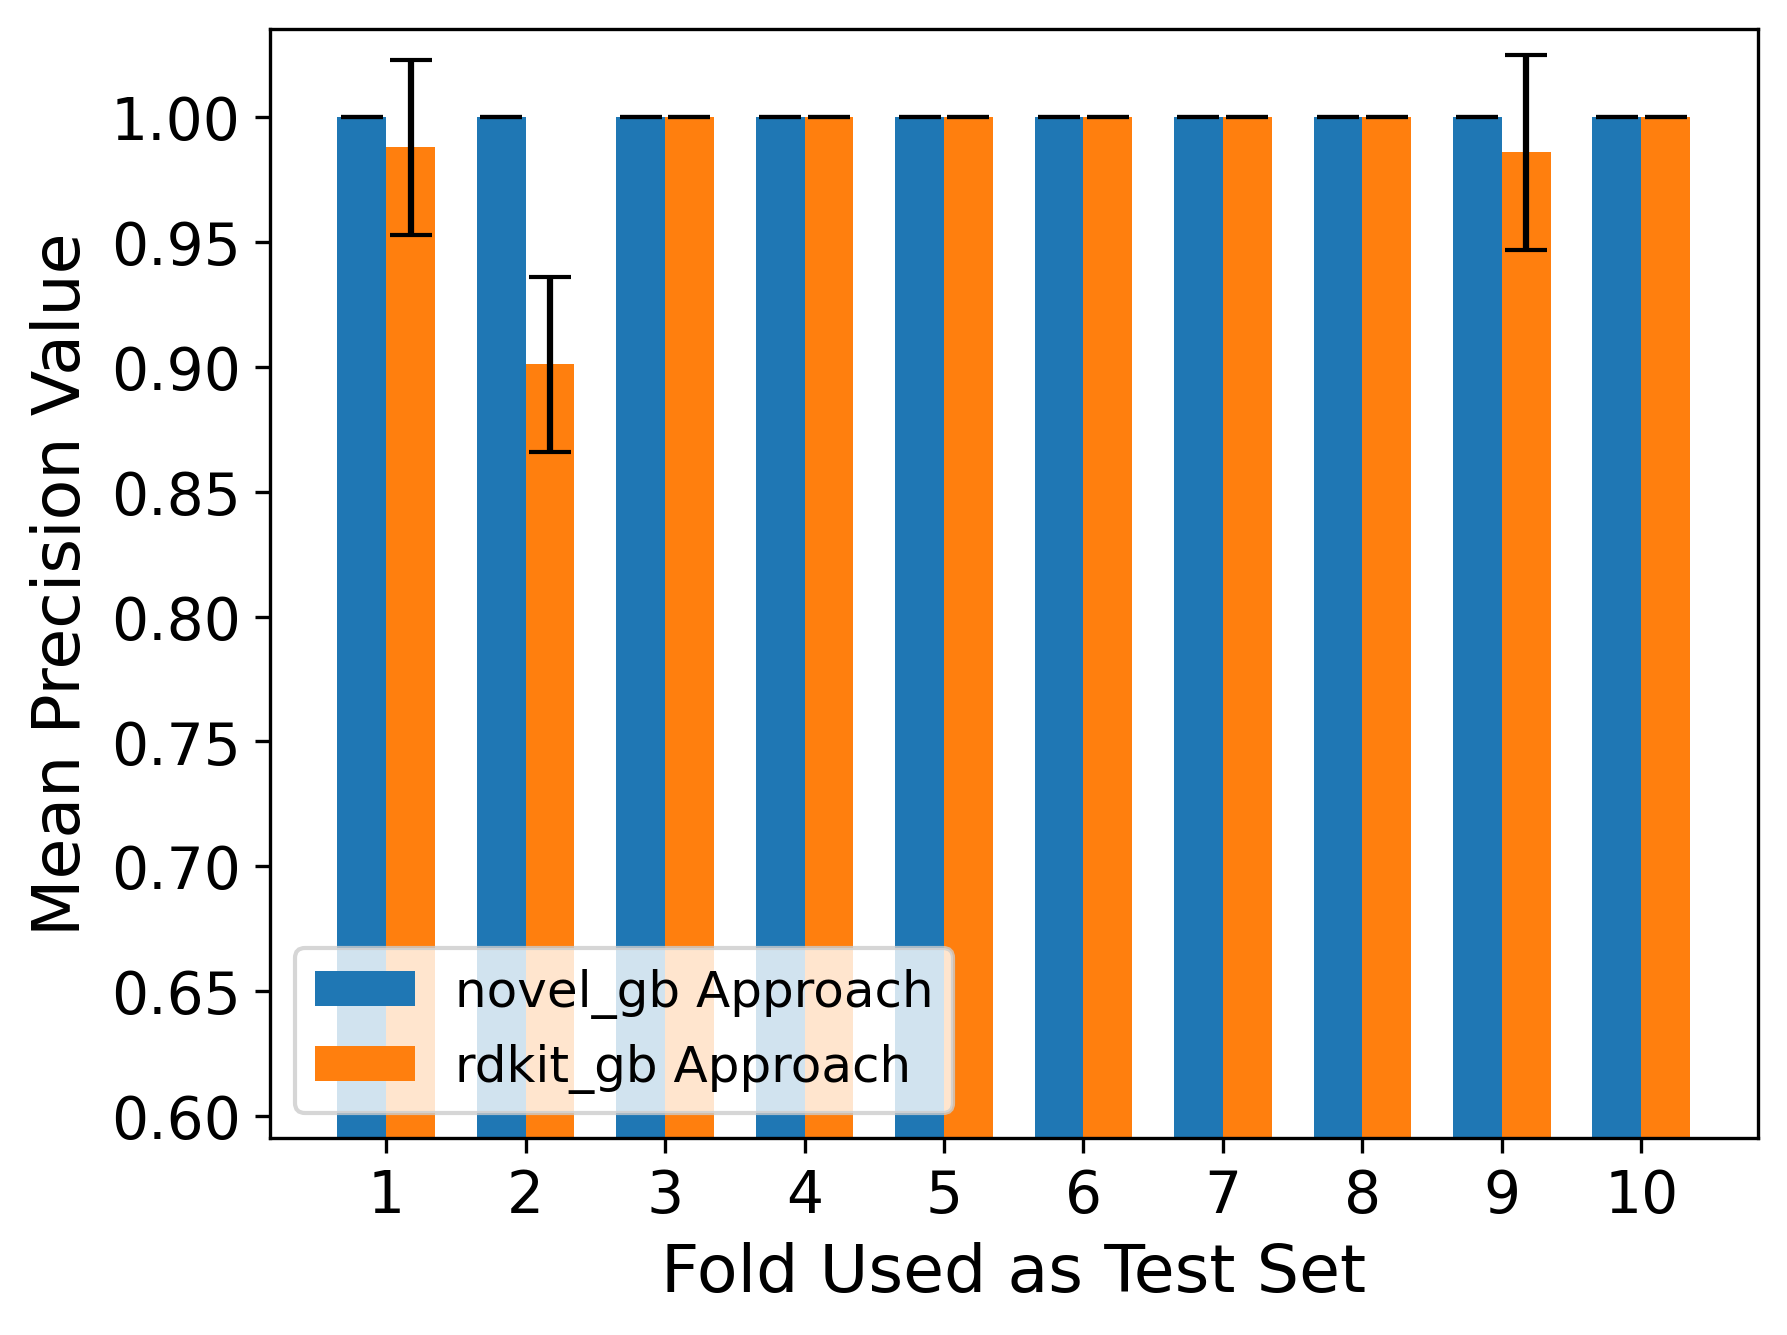 Mean Precision Value
1.00
0.95
0.90
0.85
0.80
0.75
0.70
0.65
0.60
novel_gb Approach
rdkit_gb Approach
1 2 3 4 5 6 7 8 9 10
Fold Used as Test Set